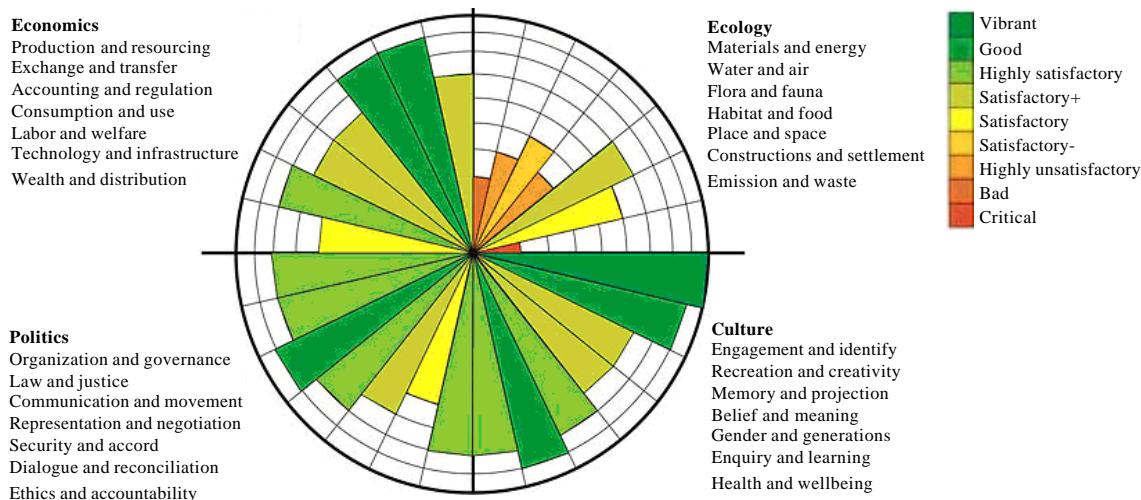 Economics
Production and resourcing
Exchange and transfer
Accounting and regulation
Consumption and use
Labor and welfare
Technology and infrastructure
Wealth and distribution
Ecology
Materials and energy
Water and air
Flora and fauna
Habitat and food
Place and space
Constructions and settlement
Emission and waste
Vibrant
Good
Highly satisfactory
Satisfactory+
Satisfactory
Satisfactory-
Highly unsatisfactory
Bad
Critical
Politics
Organization and governance
Law and justice
Communication and movement
Representation and negotiation
Security and accord
Dialogue and reconciliation
Ethics and accountability
Culture
Engagement and identify
Recreation and creativity
Memory and projection
Belief and meaning
Gender and generations
Enquiry and learning
Health and wellbeing